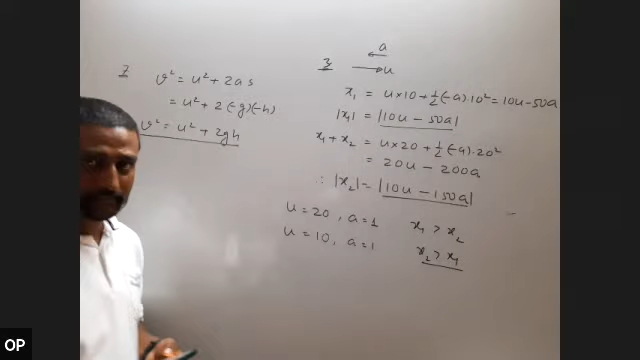 7
v² = u² + 2as
= u² + 2(-g)(-h)
v² = u² + 2gh
3
a
u
x₁ = u×10 + ½(-a)·10² = 10u - 50a
|x₁| = |10u - 50a|
x₁ + x₂ = u×20 + ½(-a)·20²
= 20u - 200a
∴ |x₂| = |10u - 150a|
u = 20, a = 1 x₁ > x₂
u = 10, a = 1 x₂ > x₁
OP